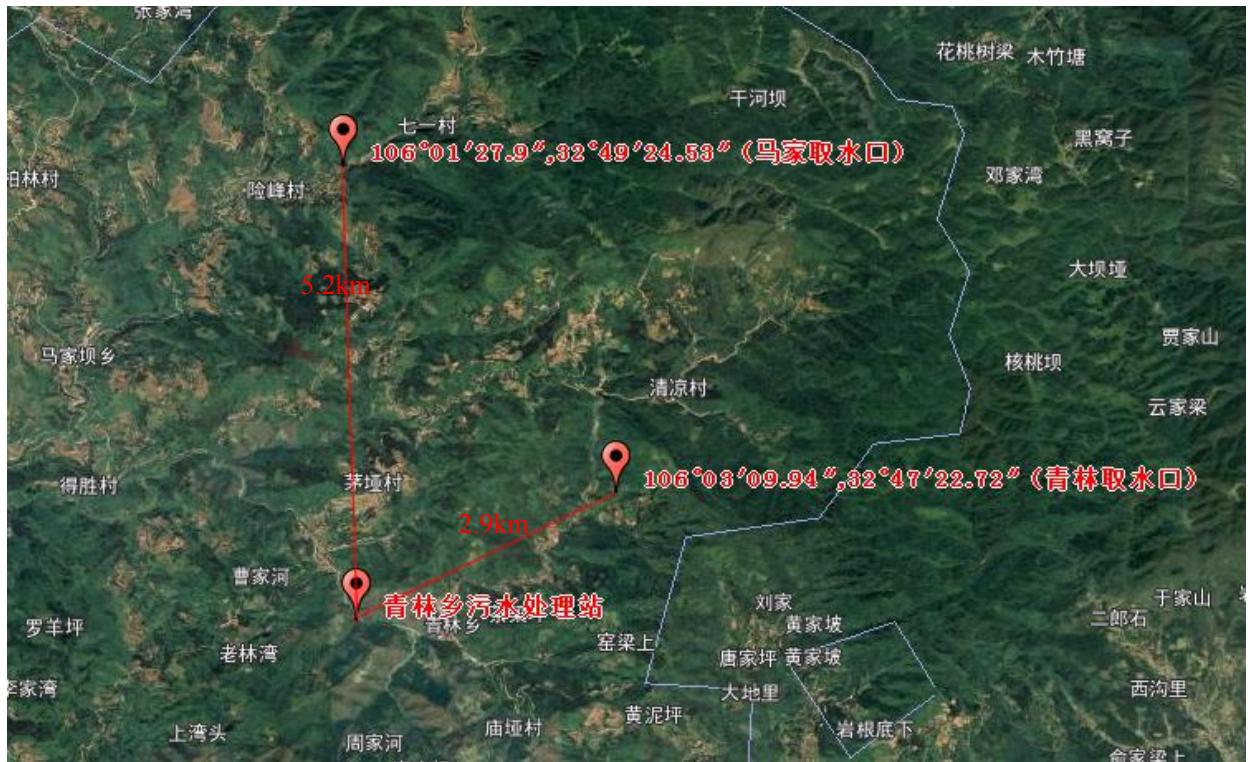 张家湾
花桃树梁
木竹塘
干河坝
七一村
黑窝子
106°01′27.9″,32°49′24.53″（马家取水口）
柏林村
险峰村
邓家湾
大坝垭
5.2km
贾家山
马家坝乡
核桃坝
清凉村
云家梁
得胜村
茅垭村
106°03′09.94″,32°47′22.72″（青林取水口）
2.9km
曹家河
青林乡污水处理站
刘家
于家山
二郎石
罗羊坪
青林乡
黄家坡
老林湾
窑梁上
唐家坪
黄家坡
李家湾
大地里
西沟里
上湾头
庙垭村
黄泥坪
岩根底下
周家河
俞家梁上